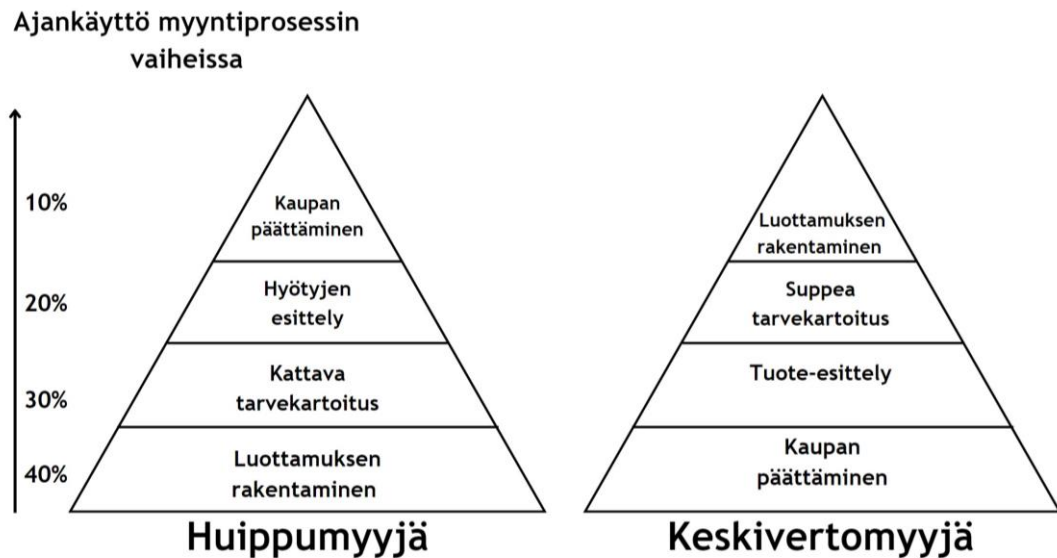 Ajankäyttö myyntiprosessin
vaiheissa
10%
20%
30%
40%
Kaupan
päättäminen
Hyötyjen
esittely
Kattava
tarvekartoitus
Luottamuksen
rakentaminen
Huippumyyjä
Luottamuksen
rakentaminen
Suppea
tarvekartoitus
Tuote-esittely
Kaupan
päättäminen
Keskivertomyyjä